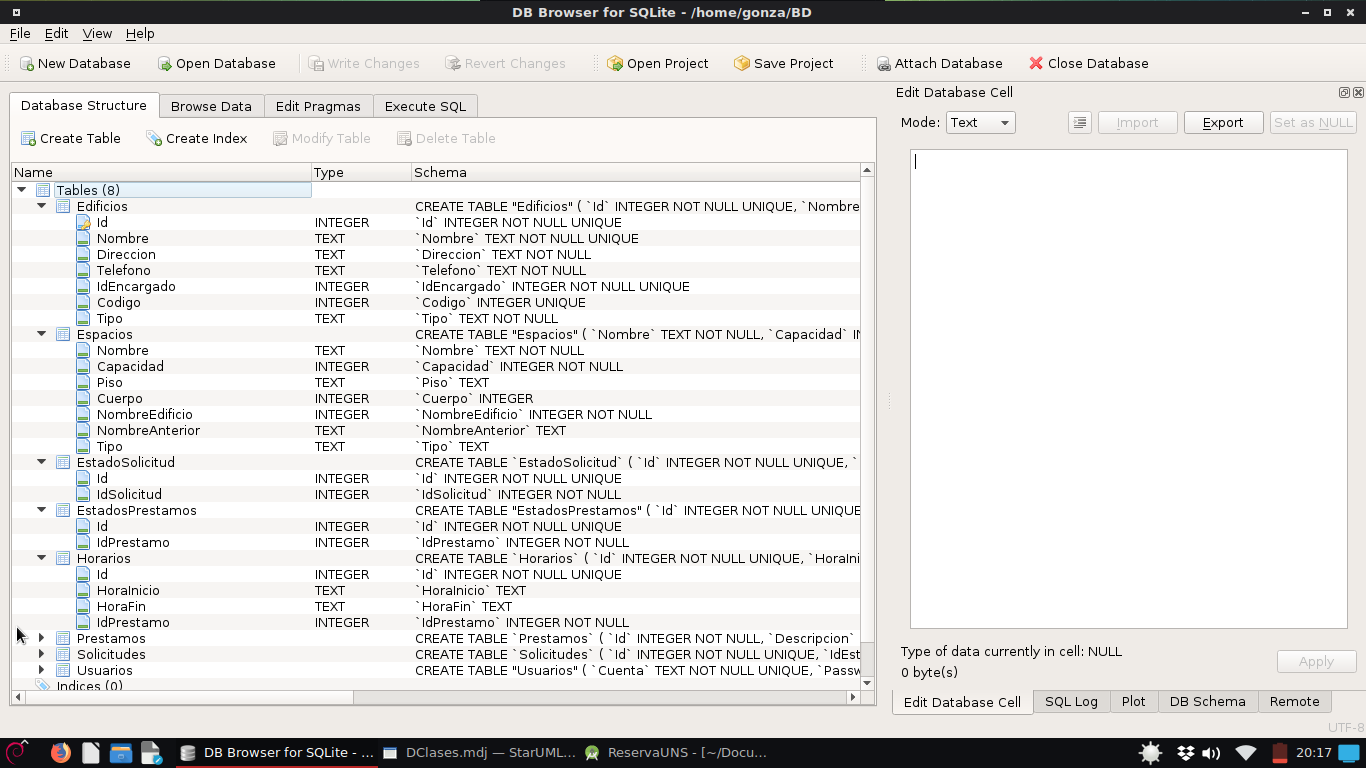 DB Browser for SQLite - /home/gonza/BD
File Edit View Help
New Database Open Database Write Changes Revert Changes Open Project Save Project Attach Database Close Database
Database Structure Browse Data Edit Pragmas Execute SQL
Create Table Create Index Modify Table Delete Table
Name Type Schema
Tables (8)
Edificios CREATE TABLE "Edificios" ( `Id` INTEGER NOT NULL UNIQUE, `Nombre
Id INTEGER `Id` INTEGER NOT NULL UNIQUE
Nombre TEXT `Nombre` TEXT NOT NULL UNIQUE
Direccion TEXT `Direccion` TEXT NOT NULL
Telefono TEXT `Telefono` TEXT NOT NULL
IdEncargado INTEGER `IdEncargado` INTEGER NOT NULL UNIQUE
Codigo INTEGER `Codigo` INTEGER UNIQUE
Tipo TEXT `Tipo` TEXT NOT NULL
Espacios CREATE TABLE "Espacios" ( `Nombre` TEXT NOT NULL, `Capacidad` IN
Nombre TEXT `Nombre` TEXT NOT NULL
Capacidad INTEGER `Capacidad` INTEGER NOT NULL
Piso TEXT `Piso` TEXT
Cuerpo INTEGER `Cuerpo` INTEGER
NombreEdificio INTEGER `NombreEdificio` INTEGER NOT NULL
NombreAnterior TEXT `NombreAnterior` TEXT
Tipo TEXT `Tipo` TEXT
EstadoSolicitud CREATE TABLE `EstadoSolicitud` ( `Id` INTEGER NOT NULL UNIQUE, `
Id INTEGER `Id` INTEGER NOT NULL UNIQUE
IdSolicitud INTEGER `IdSolicitud` INTEGER NOT NULL
EstadosPrestamos CREATE TABLE "EstadosPrestamos" ( `Id` INTEGER NOT NULL UNIQUE
Id INTEGER `Id` INTEGER NOT NULL UNIQUE
IdPrestamo INTEGER `IdPrestamo` INTEGER NOT NULL
Horarios CREATE TABLE `Horarios` ( `Id` INTEGER NOT NULL UNIQUE, `HoraIni
Id INTEGER `Id` INTEGER NOT NULL UNIQUE
HoraInicio TEXT `HoraInicio` TEXT
HoraFin TEXT `HoraFin` TEXT
IdPrestamo INTEGER `IdPrestamo` INTEGER NOT NULL
Prestamos CREATE TABLE `Prestamos` ( `Id` INTEGER NOT NULL, `Descripcion`
Solicitudes CREATE TABLE `Solicitudes` ( `Id` INTEGER NOT NULL UNIQUE, `IdEst
Usuarios CREATE TABLE "Usuarios" ( `Cuenta` TEXT NOT NULL UNIQUE, `Passw
Indices (0)
Edit Database Cell
Mode: Text Import Export Set as NULL
Type of data currently in cell: NULL
0 byte(s)
Apply
Edit Database Cell SQL Log Plot DB Schema Remote
UTF-8
DB Browser for SQLite - ... DClases.mdj — StarUML... ReservaUNS - [~/Docu... 20:17